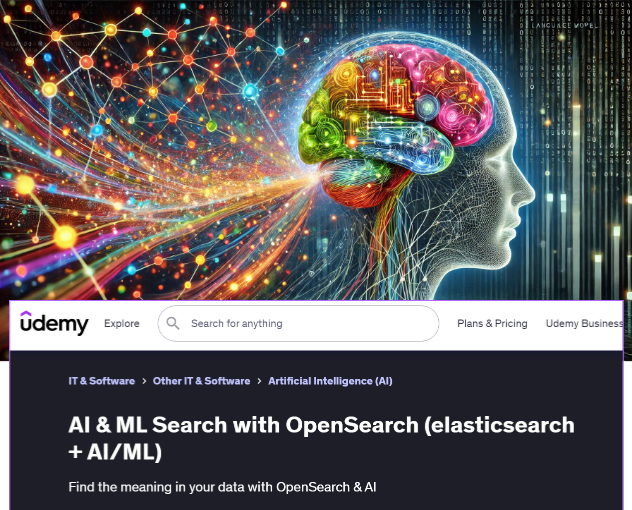 LANGUAGE MODEL
udemy
Explore
Search for anything
Plans & Pricing
Udemy Business
IT & Software > Other IT & Software > Artificial Intelligence (AI)
AI & ML Search with OpenSearch (elasticsearch
+ AI/ML)
Find the meaning in your data with OpenSearch & AI